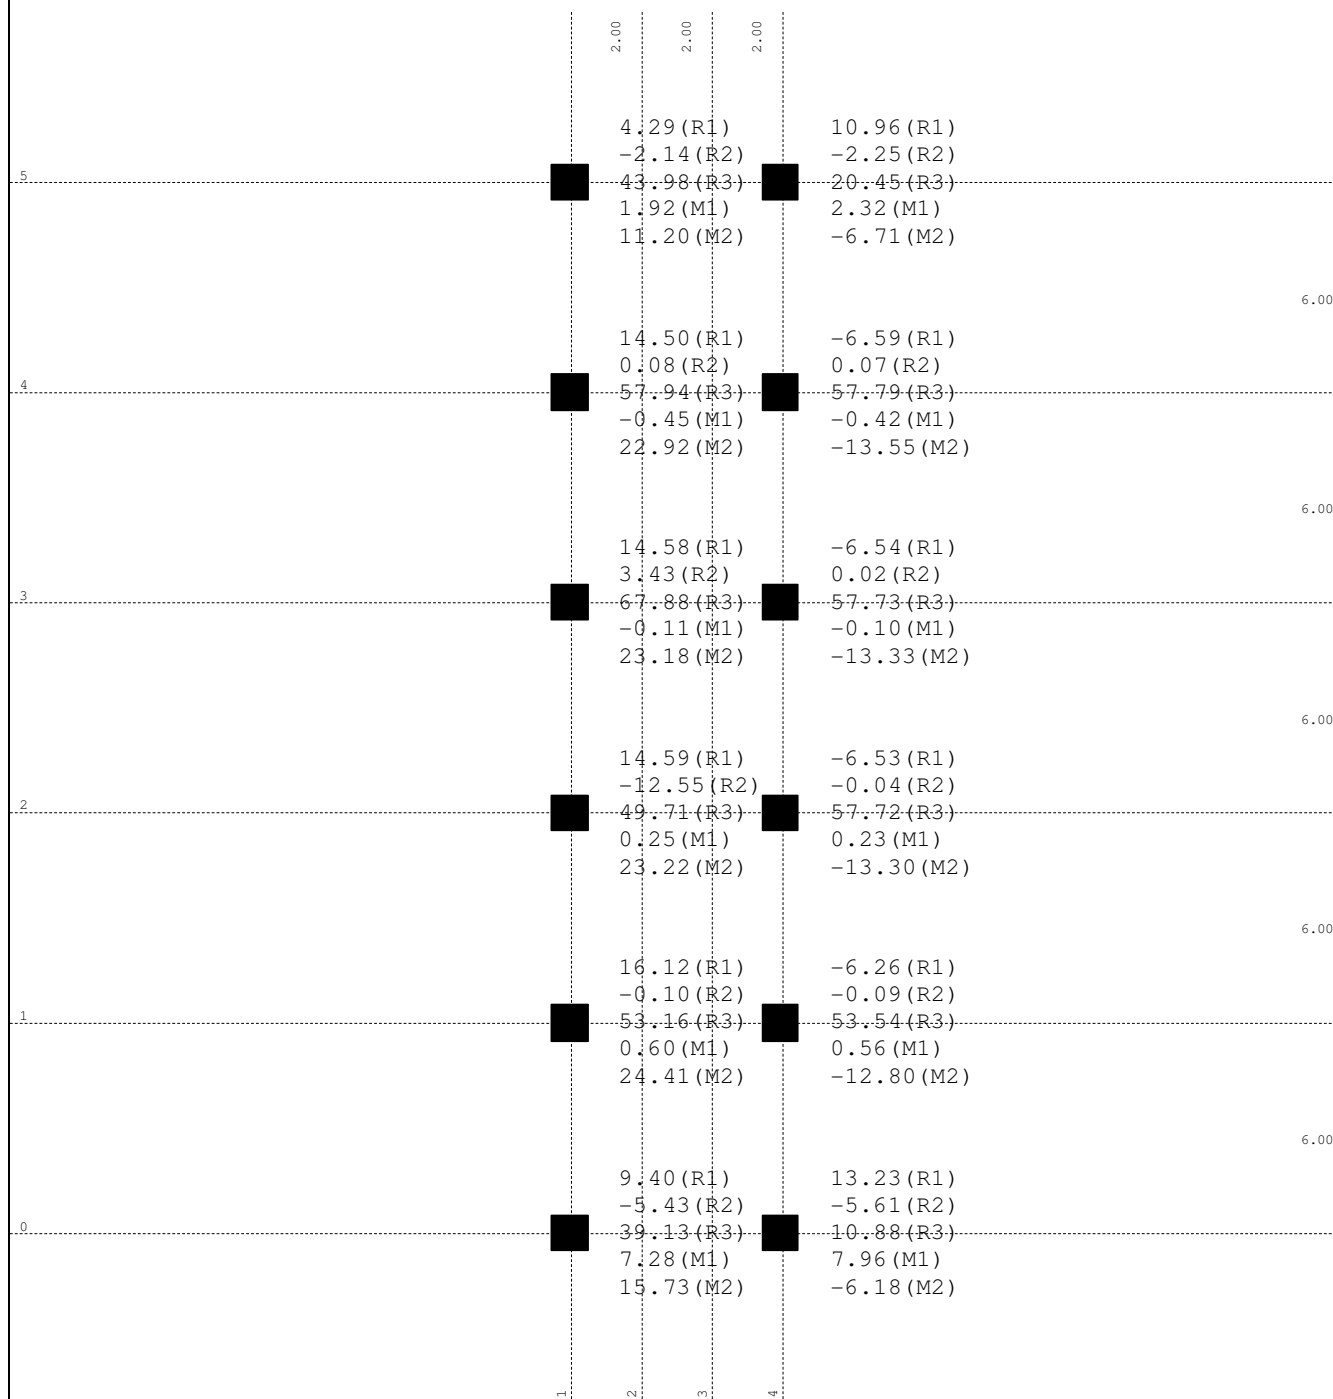 2.00 2.00 2.00
4.29(R1) 10.96(R1)
-2.14(R2) -2.25(R2)
5 43.98(R3) 20.45(R3)
1.92(M1) 2.32(M1)
11.20(M2) -6.71(M2)
6.00
14.50(R1) -6.59(R1)
0.08(R2) 0.07(R2)
4 57.94(R3) 57.79(R3)
-0.45(M1) -0.42(M1)
22.92(M2) -13.55(M2)
6.00
14.58(R1) -6.54(R1)
3.43(R2) 0.02(R2)
3 67.88(R3) 57.73(R3)
-0.11(M1) -0.10(M1)
23.18(M2) -13.33(M2)
6.00
14.59(R1) -6.53(R1)
-12.55(R2) -0.04(R2)
2 49.71(R3) 57.72(R3)
0.25(M1) 0.23(M1)
23.22(M2) -13.30(M2)
6.00
16.12(R1) -6.26(R1)
-0.10(R2) -0.09(R2)
1 53.16(R3) 53.54(R3)
0.60(M1) 0.56(M1)
24.41(M2) -12.80(M2)
6.00
9.40(R1) 13.23(R1)
-5.43(R2) -5.61(R2)
0 39.13(R3) 10.88(R3)
7.28(M1) 7.96(M1)
15.73(M2) -6.18(M2)
1 2 3 4